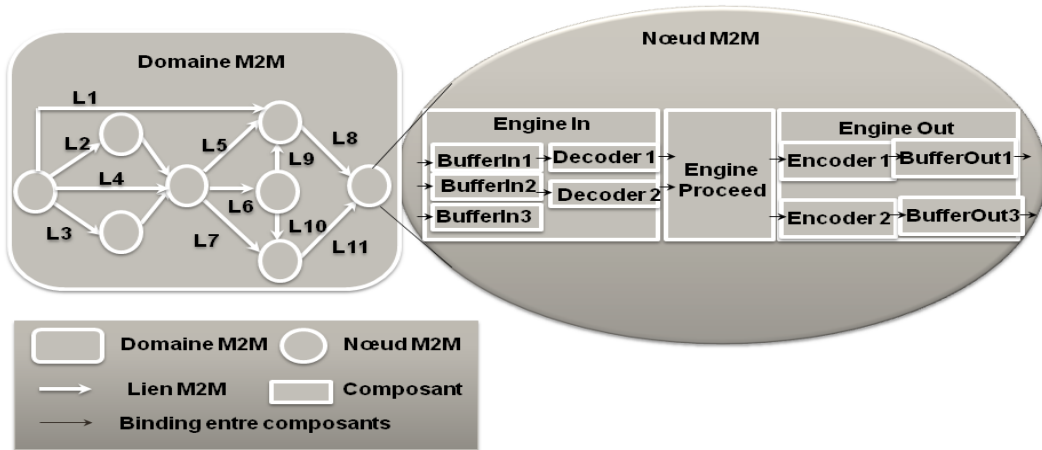 Domaine M2M
L1
L2
L5
L8
L4
L9
L6
L3
L7
L10
L11
Nœud M2M
Engine In
BufferIn1
Decoder 1
BufferIn2
Decoder 2
BufferIn3
Engine
Proceed
Engine Out
Encoder 1
BufferOut1
Encoder 2
BufferOut3
Domaine M2M
Nœud M2M
Lien M2M
Composant
Binding entre composants